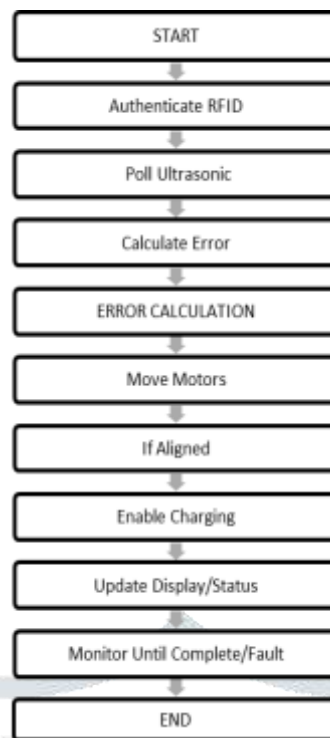 START
Authenticate RFID
Poll Ultrasonic
Calculate Error
ERROR CALCULATION
Move Motors
If Aligned
Enable Charging
Update Display/Status
Monitor Until Complete/Fault
END